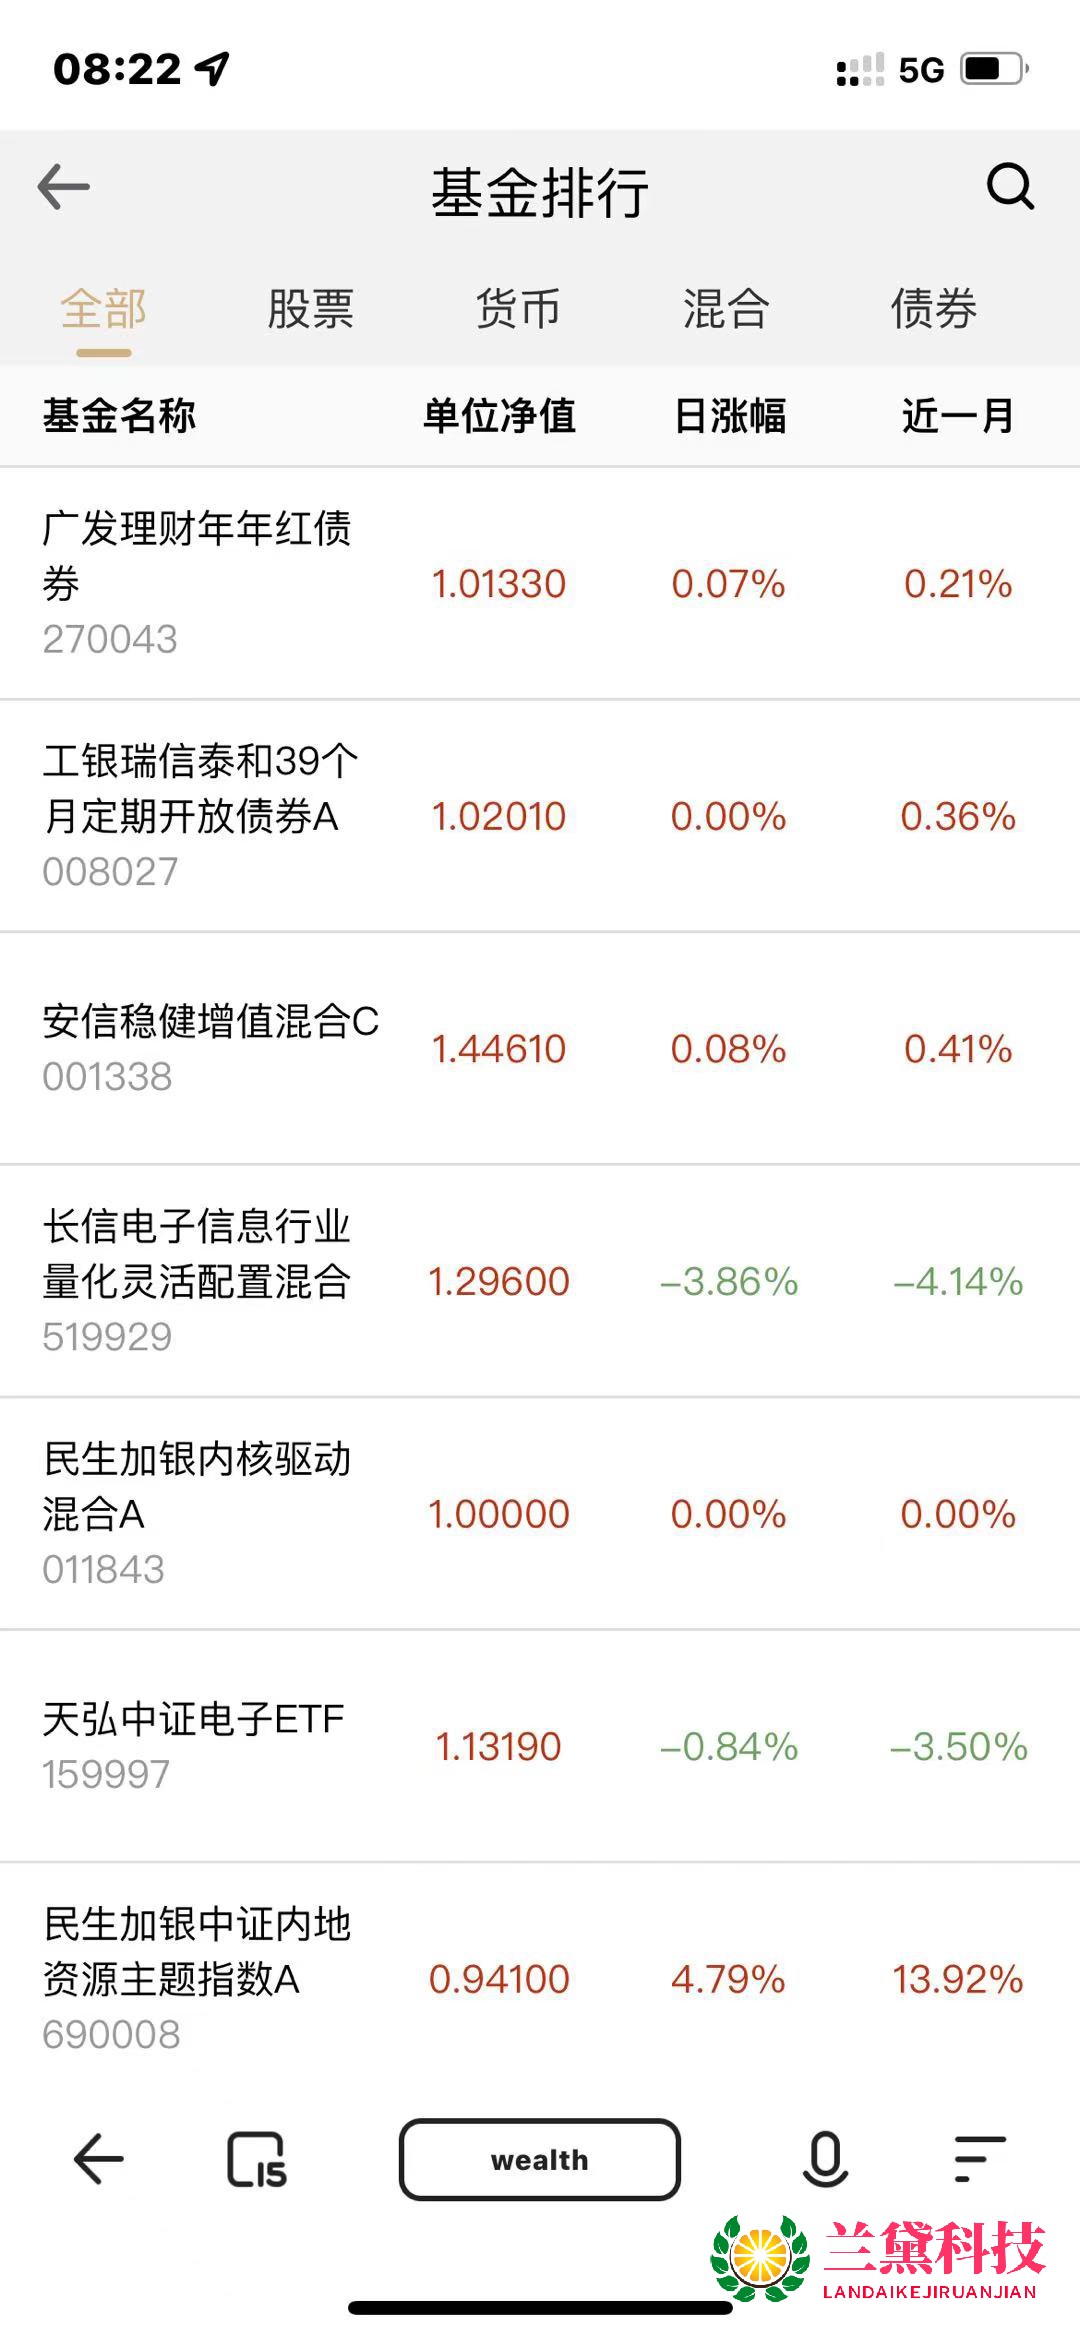 08:22
5G
基金排行
全部 股票 货币 混合 债券
基金名称 单位净值 日涨幅 近一月
广发理财年年红债
券
270043
1.01330 0.07% 0.21%
工银瑞信泰和39个
月定期开放债券A
008027
1.02010 0.00% 0.36%
安信稳健增值混合C
001338
1.44610 0.08% 0.41%
长信电子信息行业
量化灵活配置混合
519929
1.29600 -3.86% -4.14%
民生加银内核驱动
混合A
011843
1.00000 0.00% 0.00%
天弘中证电子ETF
159997
1.13190 -0.84% -3.50%
民生加银中证内地
资源主题指数A
690008
0.94100 4.79% 13.92%
15
wealth
兰黛科技
LANDAIKEJIRUANJIAN